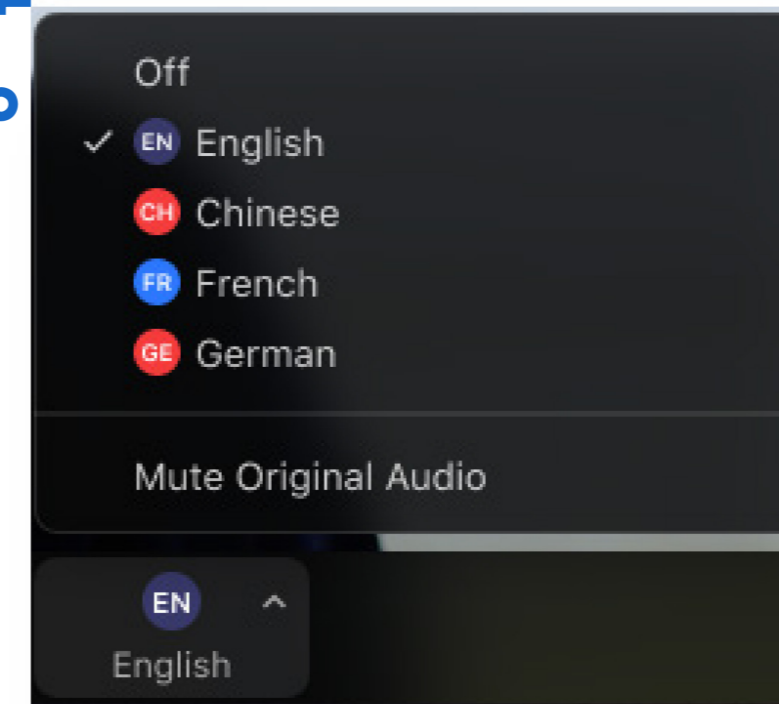 Off
EN English
CH Chinese
FR French
GE German
Mute Original Audio
EN
English